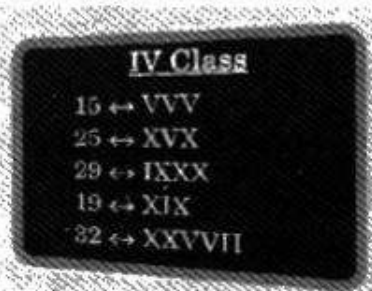 IV Class
15 ↔ VVV
25 ↔ XVX
29 ↔ IXXX
19 ↔ XIX
32 ↔ XXVVII